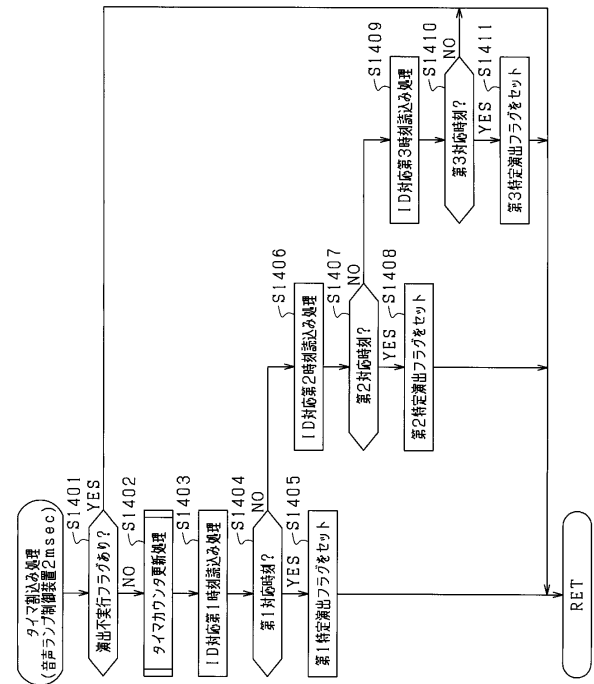 タイマ割込み処理
(音声ランプ制御装置2msec)
S1401
演出不実行フラグあり?
YES
NO
S1402
タイマカウンタ更新処理
S1403
ID対応第1時刻読込み処理
S1404
第1対応時刻?
NO
YES
S1405
第1特定演出フラグをセット
S1406
ID対応第2時刻読込み処理
S1407
第2対応時刻?
NO
YES
S1408
第2特定演出フラグをセット
S1409
ID対応第3時刻読込み処理
S1410
第3対応時刻?
NO
YES
S1411
第3特定演出フラグをセット
RET